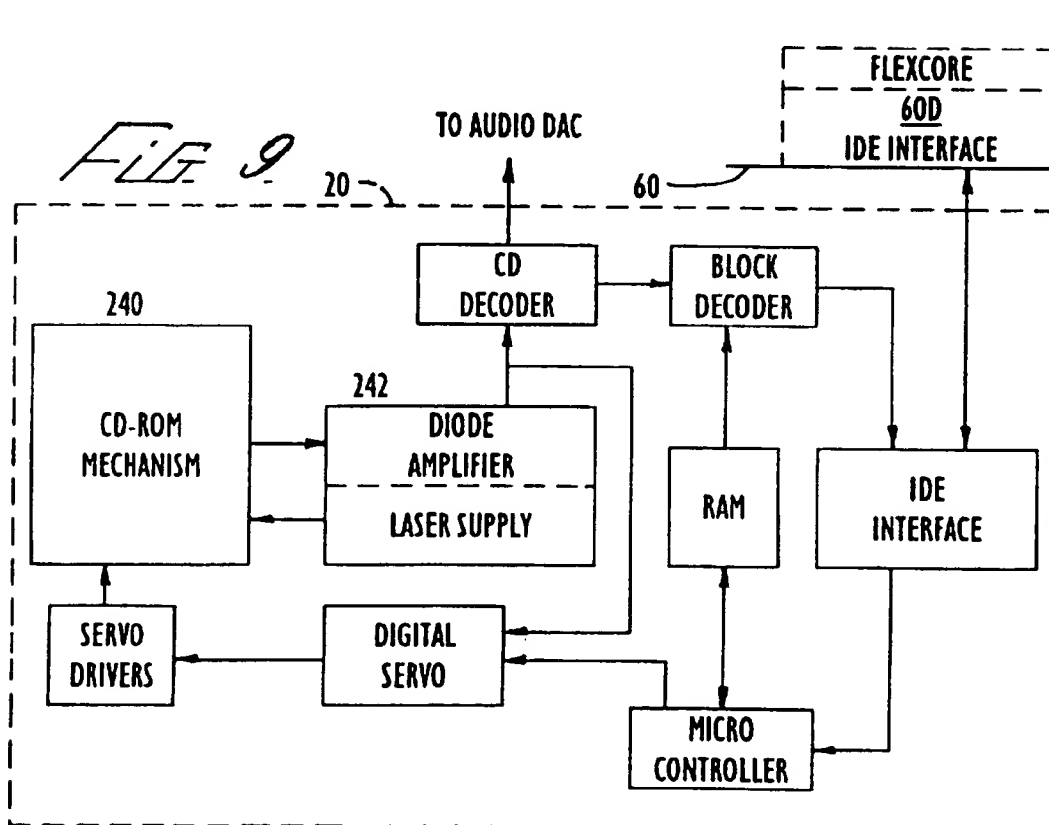 FLEXCORE
60D
IDE INTERFACE
TO AUDIO DAC
FIG. 9
20
60
CD
DECODER
BLOCK
DECODER
240
242
CD-ROM
MECHANISM
DIODE
AMPLIFIER
LASER SUPPLY
RAM
IDE
INTERFACE
SERVO
DRIVERS
DIGITAL
SERVO
MICRO
CONTROLLER